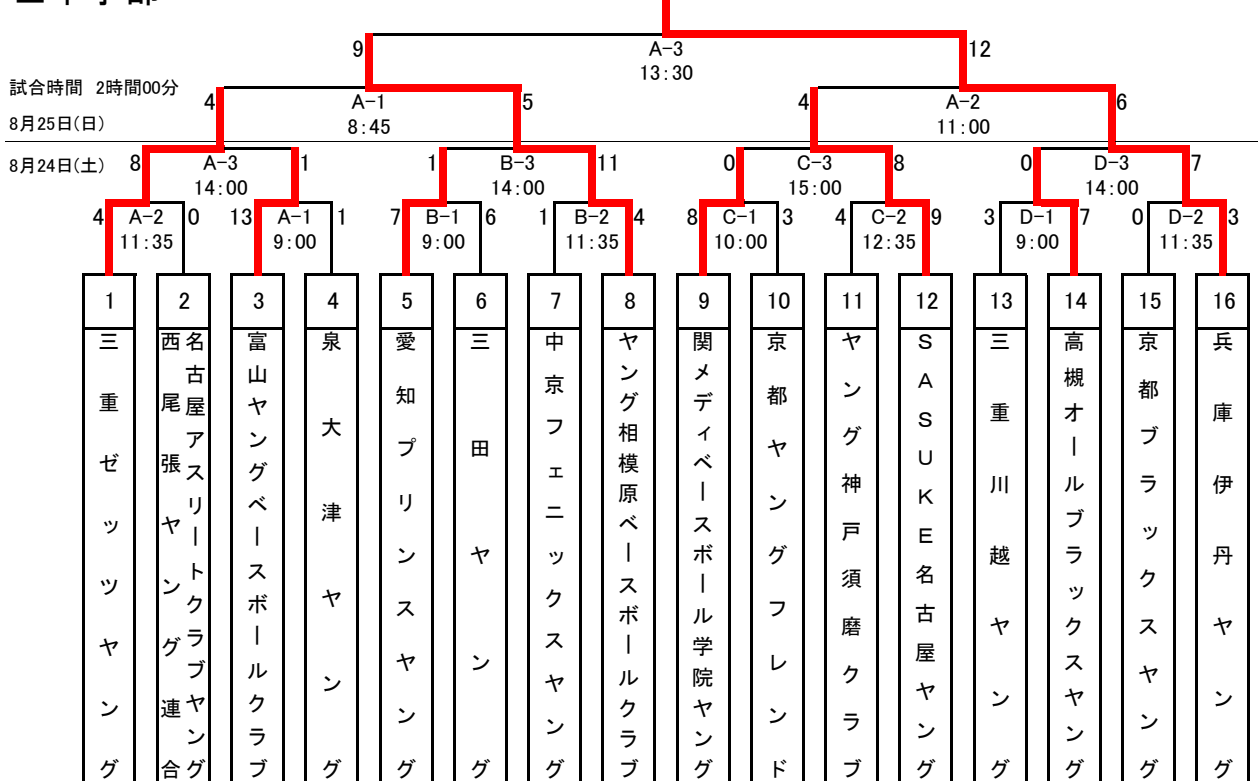 9 A-3 12
13:30
試合時間 2時間00分
4 A-1 5 4 A-2 6
8月25日(日) 8:45 11:00
8月24日(土) 8 A-3 1 1 B-3 11 0 C-3 8 0 D-3 7
14:00 14:00 15:00 14:00
4 A-2 0 13 A-1 1 7 B-1 6 1 B-2 4 8 C-1 3 4 C-2 9 3 D-1 7 0 D-2 3
11:35 9:00 9:00 11:35 10:00 12:35 9:00 11:35
1 2 3 4 5 6 7 8 9 10 11 12 13 14 15 16
三重ゼッツヤング
名古屋アスリートクラブヤング
西尾張ヤング連合
富山ヤングベースボールクラブ
泉大津ヤング
愛知プリンスヤング
三田ヤング
中京フェニックスヤング
ヤング相模原ベースボールクラブ
関メディベースボール学院ヤング
京都ヤングフレンド
ヤング神戸須磨クラブ
SASUKE名古屋ヤング
三重川越ヤング
高槻オールブラックスヤング
京都ブラックスヤング
兵庫伊丹ヤング